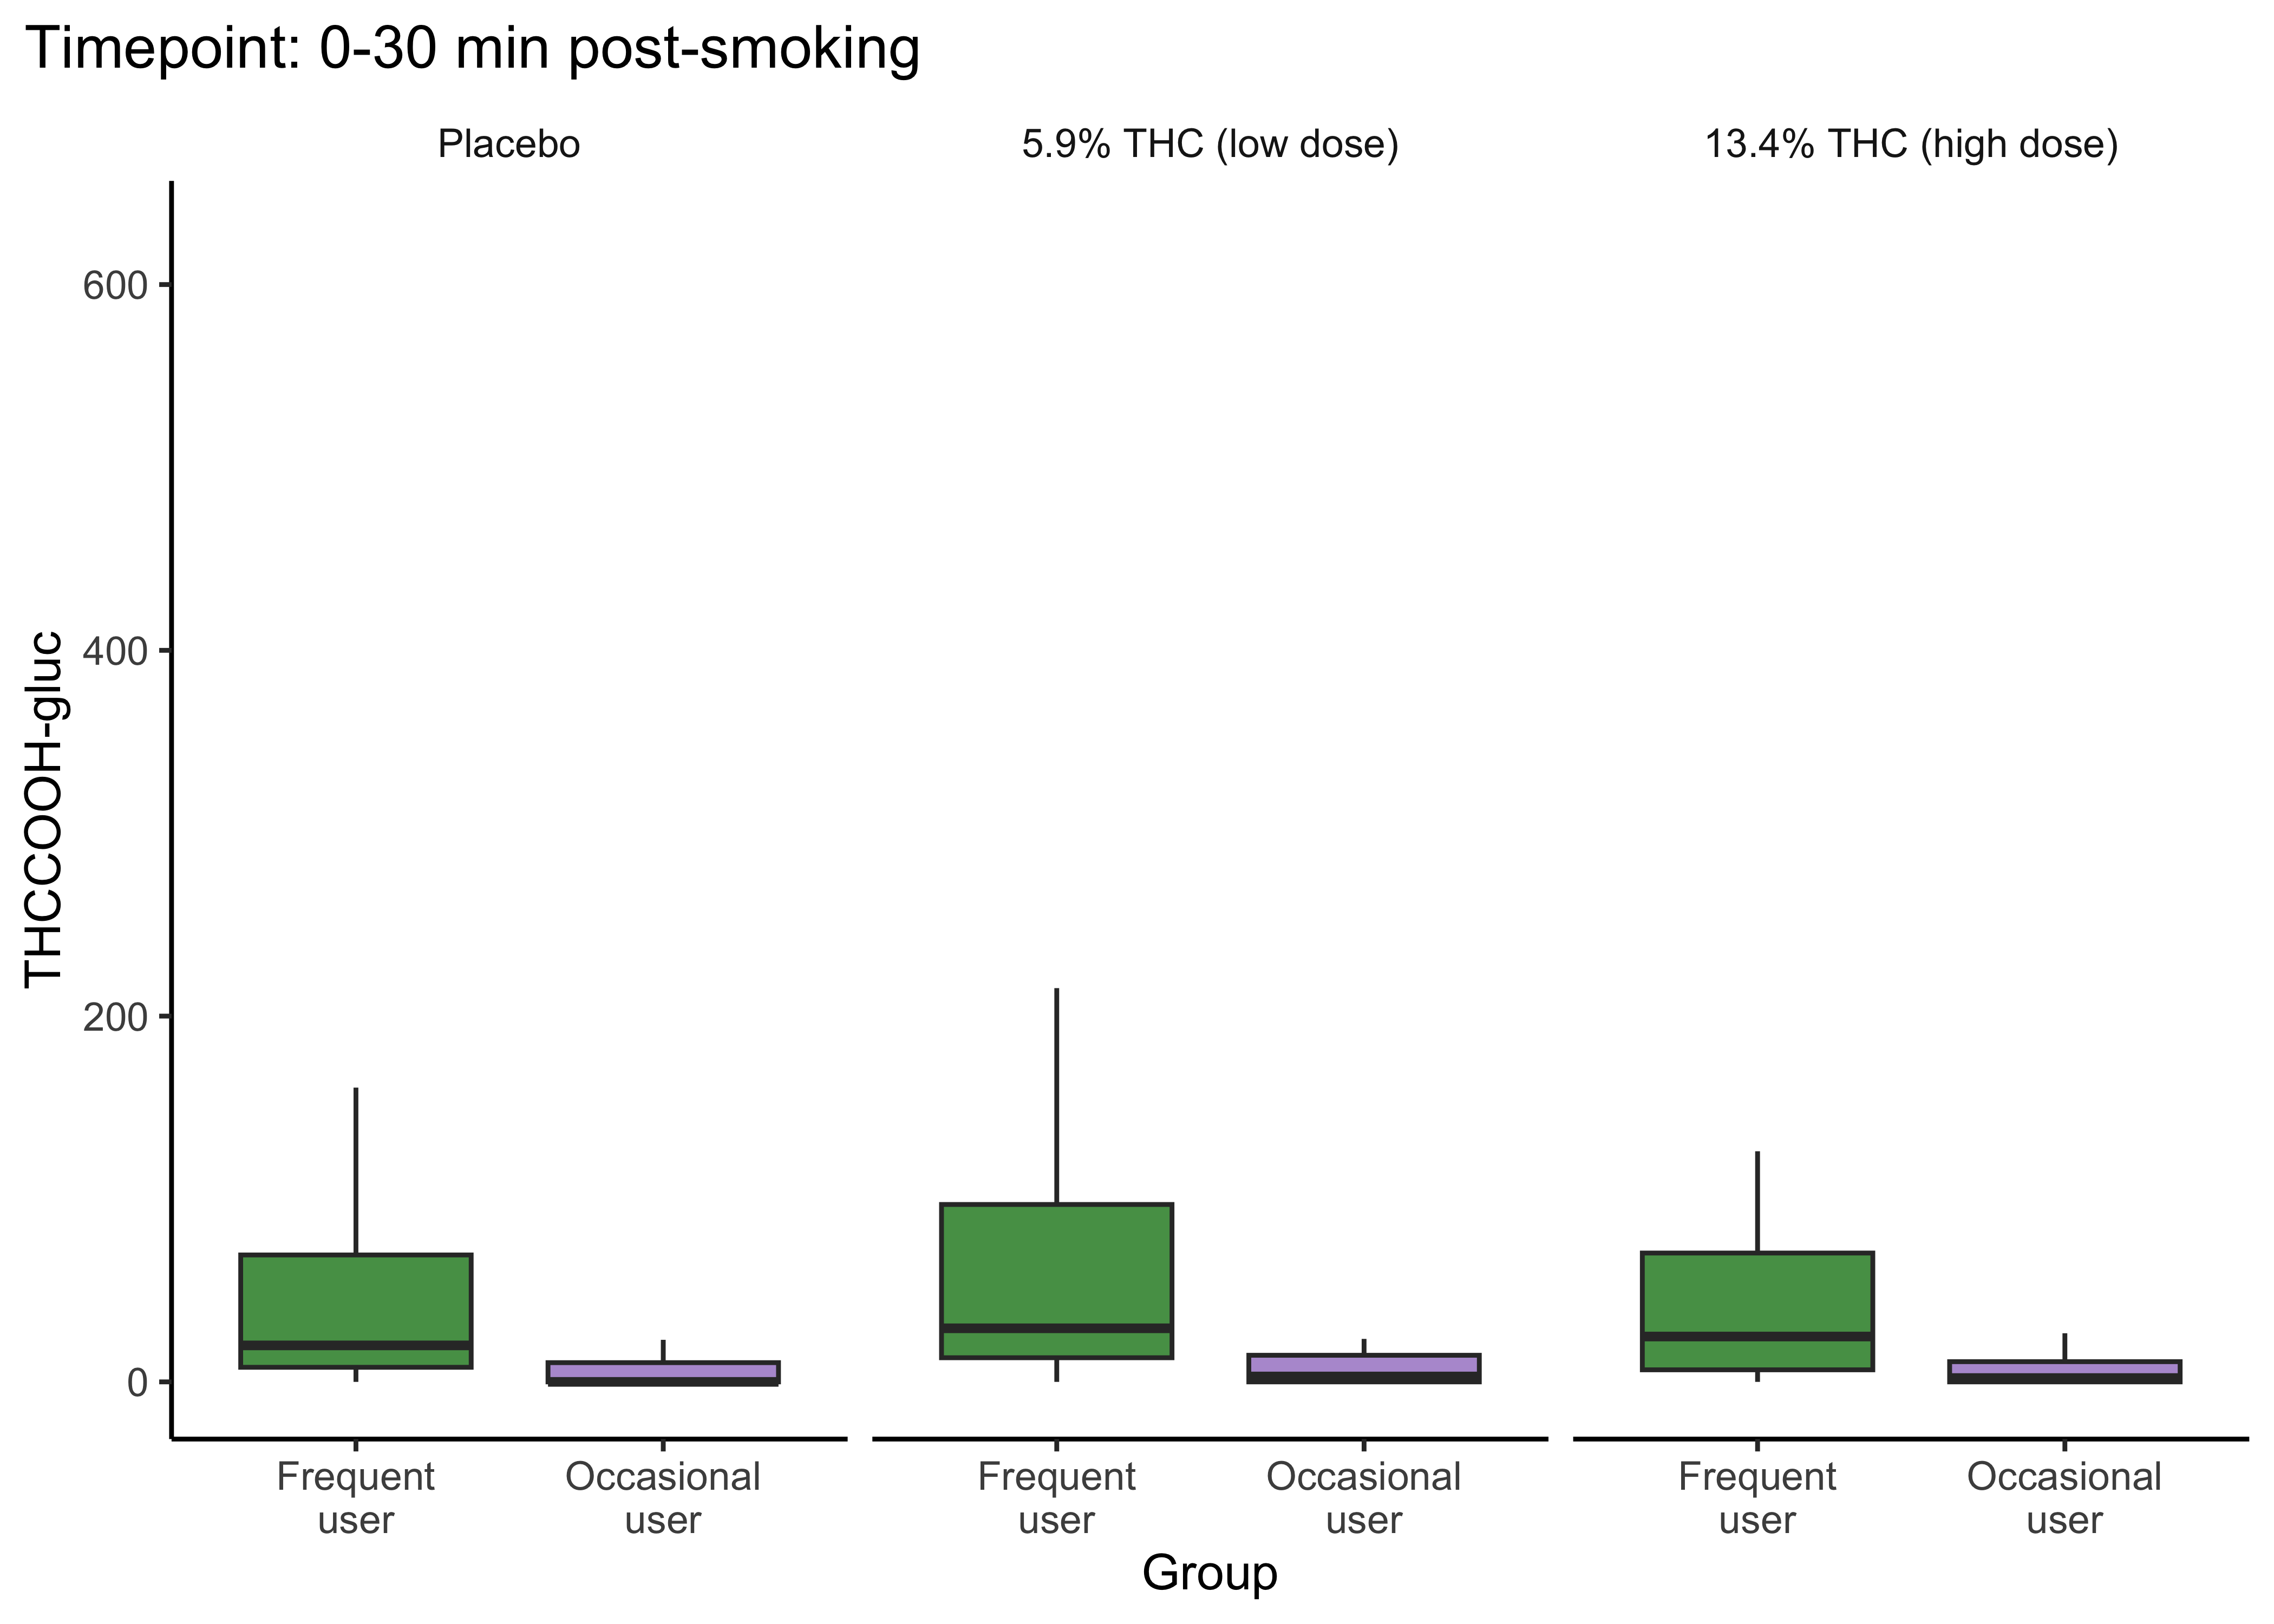 Timepoint: 0-30 min post-smoking
Placebo
5.9% THC (low dose)
13.4% THC (high dose)
THCCOOH-gluc
600
400
200
0
Frequent
user
Occasional
user
Frequent
user
Occasional
user
Frequent
user
Occasional
user
Group